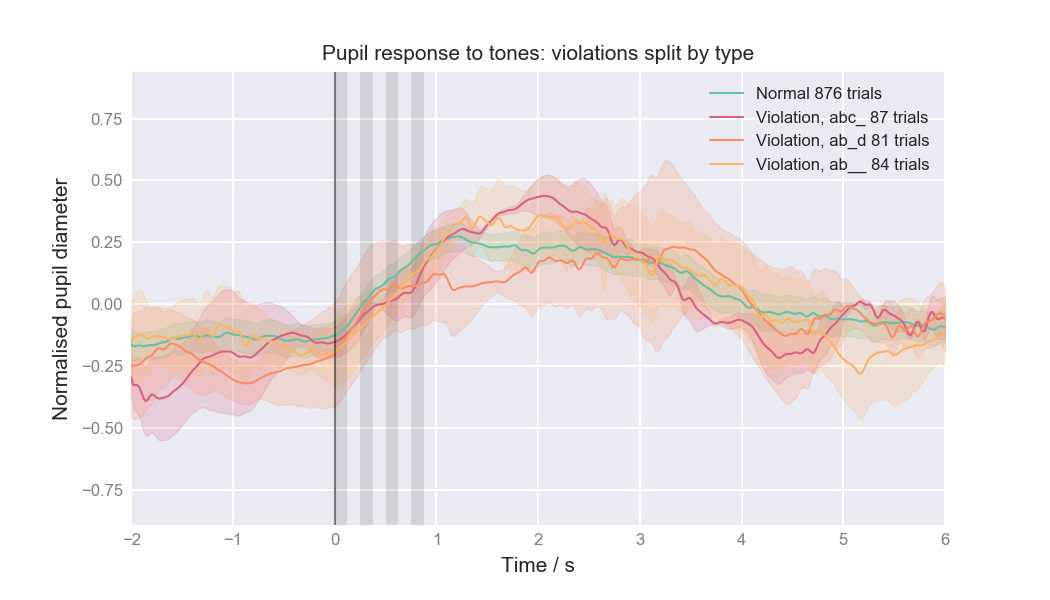 Pupil response to tones: violations split by type
Normal 876 trials
Violation, abc_ 87 trials
Violation, ab_d 81 trials
Violation, ab__ 84 trials
Normalised pupil diameter
0.75
0.50
0.25
0.00
−0.25
−0.50
−0.75
−2 −1 0 1 2 3 4 5 6
Time / s